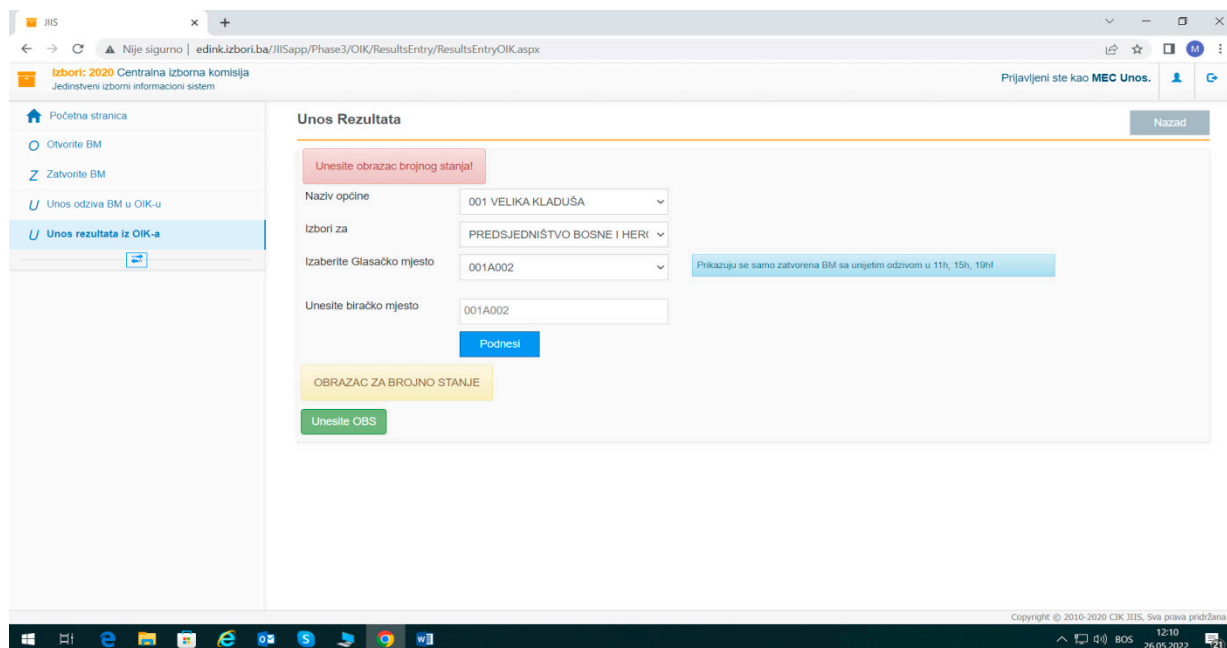 JIIS
Nije sigurno | edink.izbori.ba/JIISapp/Phase3/OIK/ResultsEntry/ResultsEntryOIK.aspx
M
Izbori: 2020 Centralna izborna komisija
Jedinstveni izborni informacioni sistem
Prijavljeni ste kao MEC Unos.
Početna stranica
O Otvorite BM
Z Zatvorite BM
U Unos odziva BM u OIK-u
U Unos rezultata iz OIK-a
Unos Rezultata
Nazad
Unesite obrazac brojnog stanja!
Naziv općine
001 VELIKA KLADUŠA
Izbori za
PREDSJEDNIŠTVO BOSNE I HERC
Izaberite Glasačko mjesto
001A002
Prikazuju se samo zatvorena BM sa unijetim odzivom u 11h, 15h, 19h!
Unesite biračko mjesto
001A002
Podnesi
OBRAZAC ZA BROJNO STANJE
Unesite OBS
Copyright © 2010-2020 CIK JIIS, Sva prava pridržana
BOS
12:10
26.05.2022
21